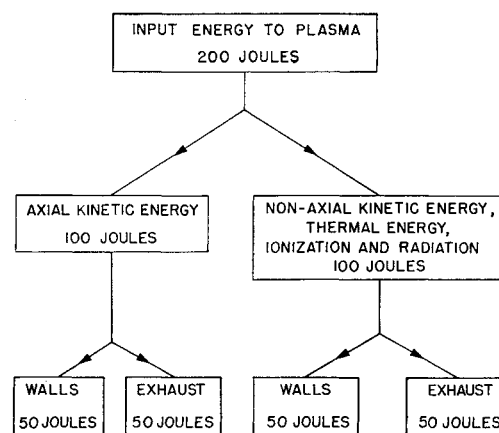 INPUT ENERGY TO PLASMA
200 JOULES
AXIAL KINETIC ENERGY
100 JOULES
NON-AXIAL KINETIC ENERGY,
THERMAL ENERGY,
IONIZATION AND RADIATION
100 JOULES
WALLS
50 JOULES
EXHAUST
50 JOULES
WALLS
50 JOULES
EXHAUST
50 JOULES